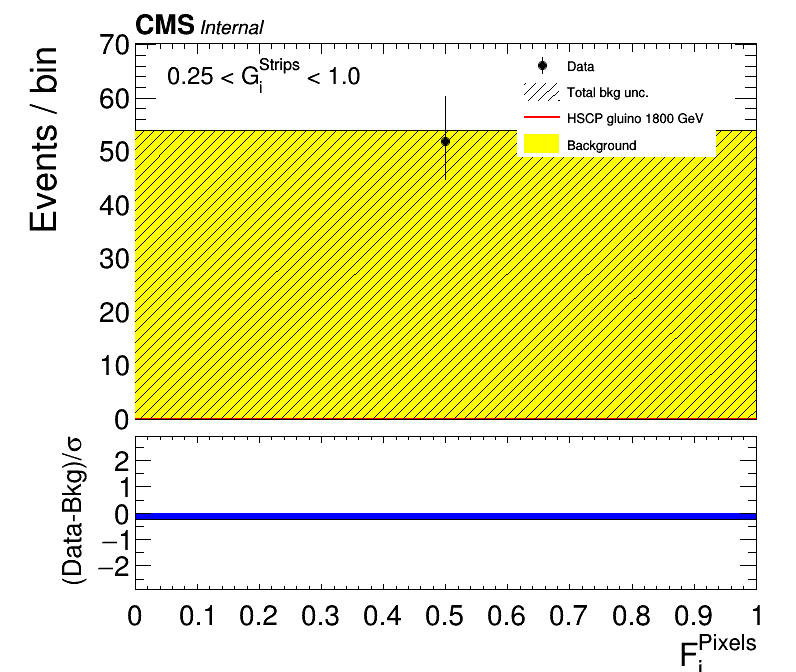 CMS Internal
Events / bin
70
60
50
40
30
20
10
0
0.25 < G_i^Strips < 1.0
Data
Total bkg unc.
HSCP gluino 1800 GeV
Background
(Data-Bkg)/σ
2
1
0
−1
−2
0 0.1 0.2 0.3 0.4 0.5 0.6 0.7 0.8 0.9 1
F_i^Pixels